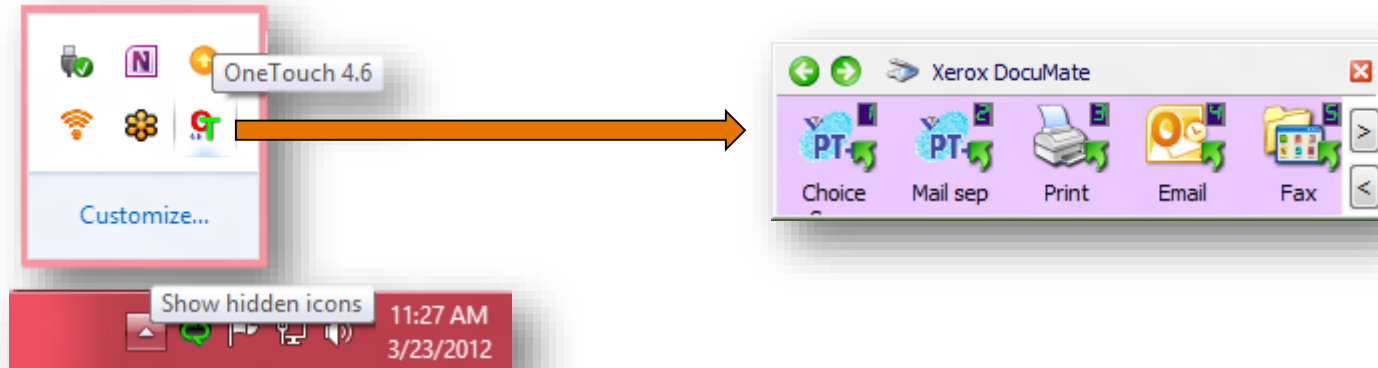 OneTouch 4.6
Customize...
Show hidden icons
11:27 AM
3/23/2012
Xerox DocuMate
1 2 3 4 5
PT- PT-
Choice Mail sep Print Email Fax